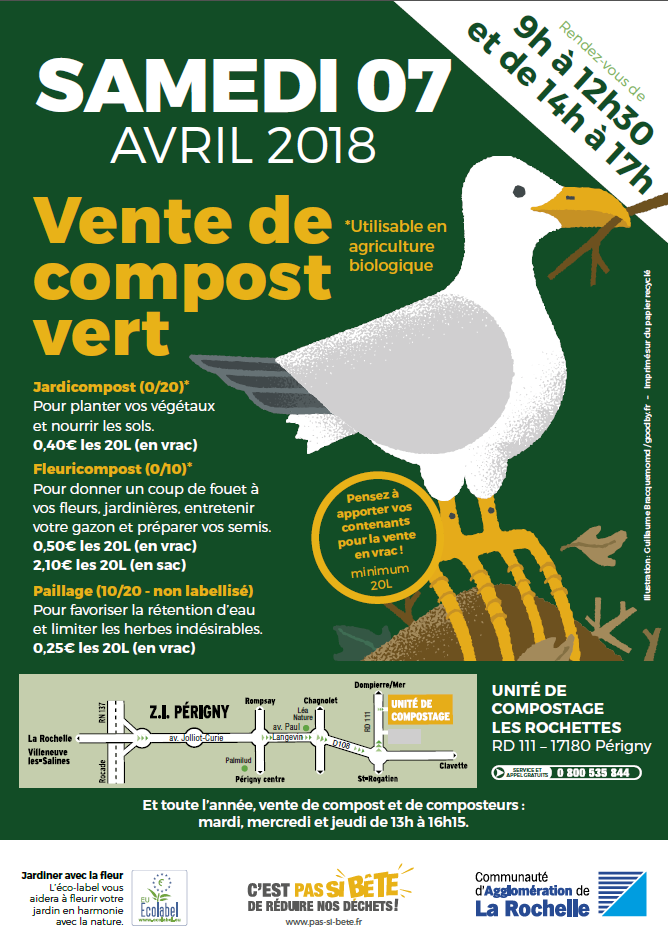 SAMEDI 07
AVRIL 2018
Rendez-vous de
9h à 12h30
et de 14h à 17h
Vente de
compost
vert
*Utilisable en
agriculture
biologique
Jardicompost (0/20)*
Pour planter vos végétaux
et nourrir les sols.
0,40€ les 20L (en vrac)
Fleuricompost (0/10)*
Pour donner un coup de fouet à
vos fleurs, jardinières, entretenir
votre gazon et préparer vos semis.
0,50€ les 20L (en vrac)
2,10€ les 20L (en sac)
Paillage (10/20 - non labellisé)
Pour favoriser la rétention d'eau
et limiter les herbes indésirables.
0,25€ les 20L (en vrac)
Pensez à
apporter vos
contenants
pour la vente
en vrac !
minimum
20L
Illustration : Guillaume Bracquemomd / goodby.fr - Imprimé sur du papier recyclé
RN 137
Z.I. PÉRIGNY
Rompsay
Léa
Nature
Chagnolet
Dompierre/Mer
RD 111
UNITÉ DE
COMPOSTAGE
La Rochelle
av. Jolliot-Curie
av. Paul
Langevin
D108
Villeneuve
les-Salines
Rocade
Palmilud
Périgny centre
St-Rogatien
Clavette
UNITÉ DE
COMPOSTAGE
LES ROCHETTES
RD 111 – 17180 Périgny
SERVICE ET
APPEL GRATUITS
0 800 535 844
Et toute l'année, vente de compost et de composteurs :
mardi, mercredi et jeudi de 13h à 16h15.
Jardiner avec la fleur
L'éco-label vous
aidera à fleurir votre
jardin en harmonie
avec la nature.
€
EU
Ecolabel
www.ecolabel.eu
C'EST PAS SI BÊTE
DE RÉDUIRE NOS DÉCHETS !
www.pas-si-bete.fr
Communauté
d'Agglomération de
La Rochelle